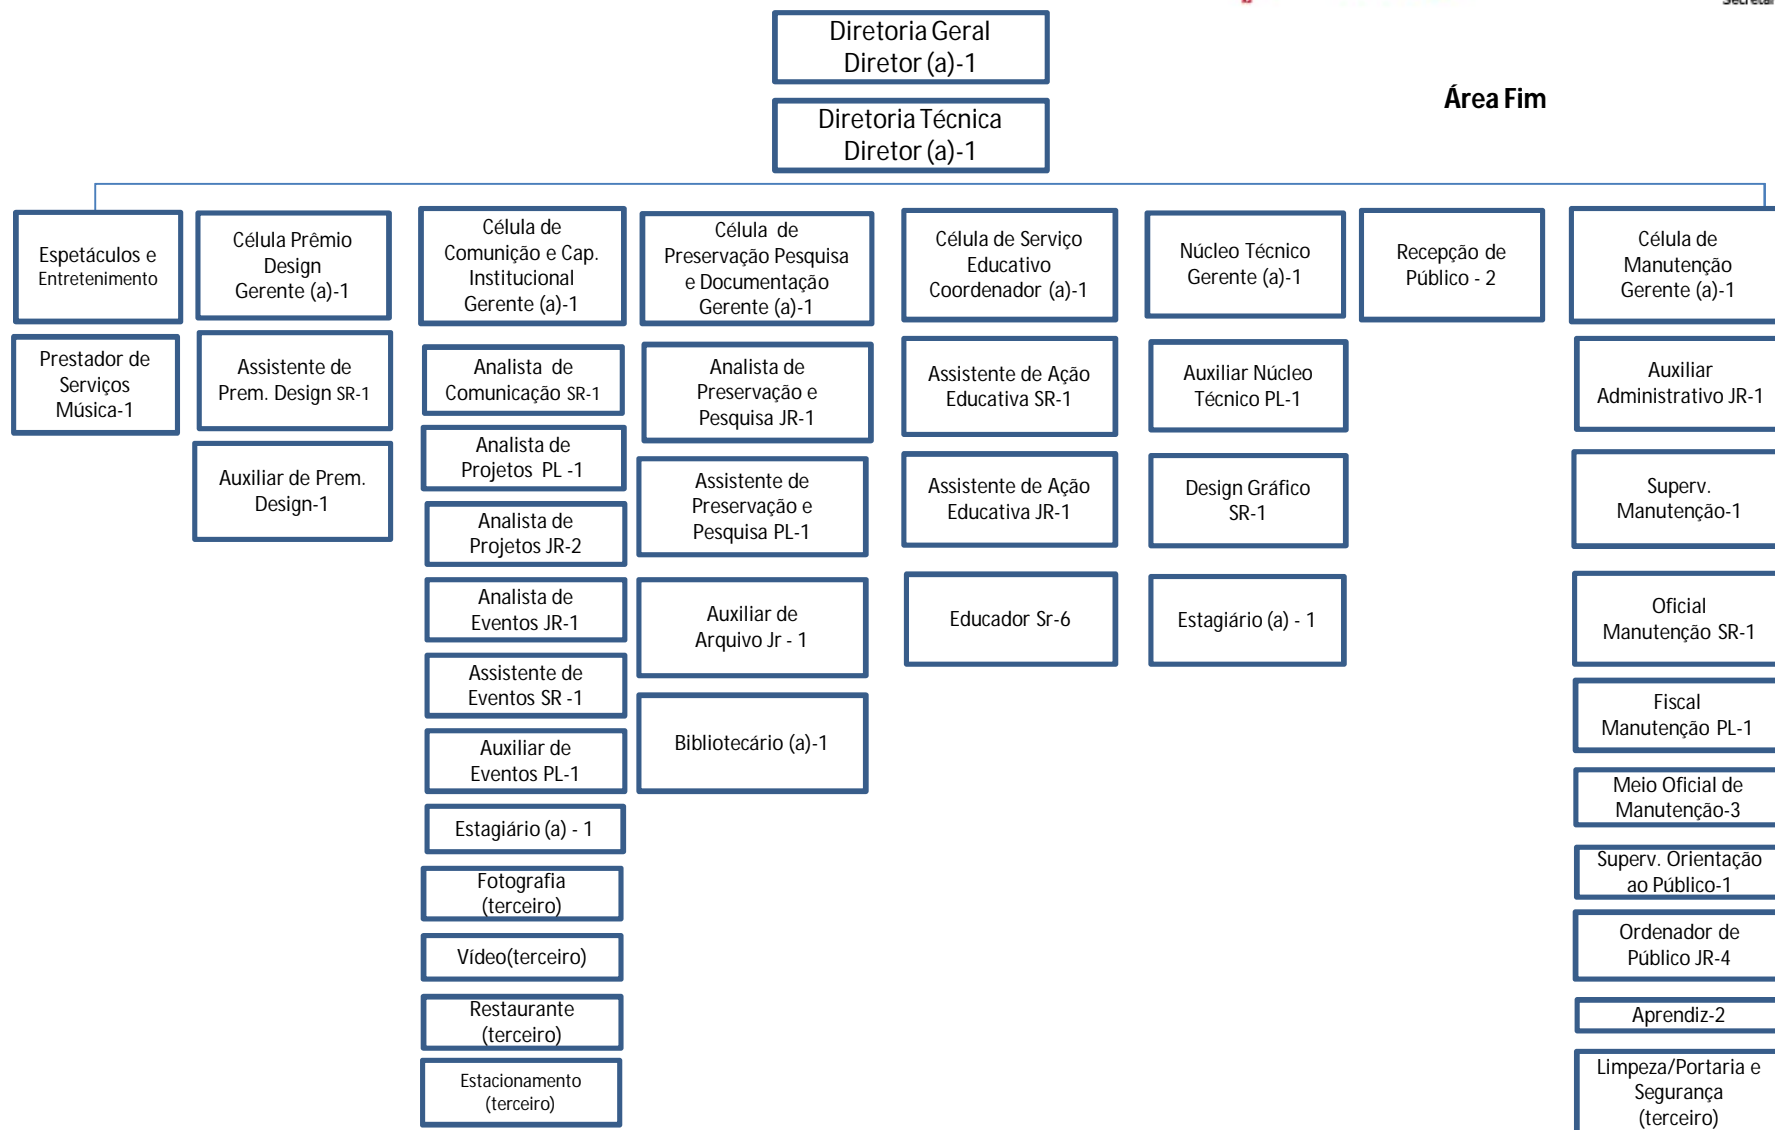 Secretar
Diretoria Geral
Diretor (a)-1
Área Fim
Diretoria Técnica
Diretor (a)-1
Espetáculos e
Entretenimento
Prestador de
Serviços
Música-1
Célula Prêmio
Design
Gerente (a)-1
Assistente de
Prem. Design SR-1
Auxiliar de Prem.
Design-1
Célula de
Comunição e Cap.
Institucional
Gerente (a)-1
Analista de
Comunicação SR-1
Analista de
Projetos PL -1
Analista de
Projetos JR-2
Analista de
Eventos JR-1
Assistente de
Eventos SR -1
Auxiliar de
Eventos PL-1
Estagiário (a) - 1
Fotografia
(terceiro)
Vídeo(terceiro)
Restaurante
(terceiro)
Estacionamento
(terceiro)
Célula de
Preservação Pesquisa
e Documentação
Gerente (a)-1
Analista de
Preservação e
Pesquisa JR-1
Assistente de
Preservação e
Pesquisa PL-1
Auxiliar de
Arquivo Jr - 1
Bibliotecário (a)-1
Célula de Serviço
Educativo
Coordenador (a)-1
Assistente de Ação
Educativa SR-1
Assistente de Ação
Educativa JR-1
Educador Sr-6
Núcleo Técnico
Gerente (a)-1
Auxiliar Núcleo
Técnico PL-1
Design Gráfico
SR-1
Estagiário (a) - 1
Recepção de
Público - 2
Célula de
Manutenção
Gerente (a)-1
Auxiliar
Administrativo JR-1
Superv.
Manutenção-1
Oficial
Manutenção SR-1
Fiscal
Manutenção PL-1
Meio Oficial de
Manutenção-3
Superv. Orientação
ao Público-1
Ordenador de
Público JR-4
Aprendiz-2
Limpeza/Portaria e
Segurança
(terceiro)